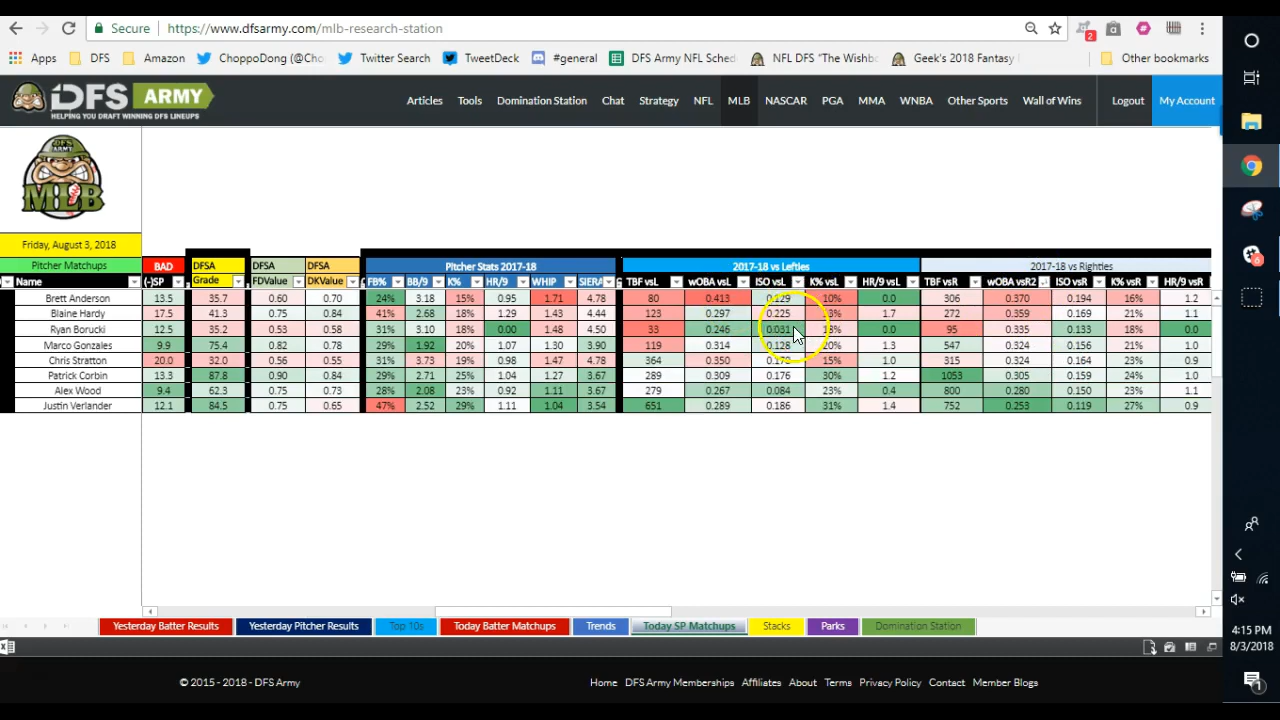 Secure https://www.dfsarmy.com/mlb-research-station 2
Apps DFS Amazon ChoppoDong (@Cho Twitter Search TweetDeck #general DFS Army NFL Sched NFL DFS "The Wishb Geek's 2018 Fantasy Other bookmarks
DFS ARMY
HELPING YOU DRAFT WINNING DFS LINEUPS
Articles Tools Domination Station Chat Strategy NFL MLB NASCAR PGA MMA WNBA Other Sports Wall of Wins Logout My Account
MLB
Friday, August 3, 2018
Pitcher Matchups BAD DFSA DFSA DFSA Pitcher Stats 2017-18 2017-18 vs Lefties 2017-18 vs Righties
Name (-)SP Grade FDValue DKValue FB% BB/9 K% HR/9 WHIP SIERA TBF vsL wOBA vsL ISO vsL K% vsL HR/9 vsL TBF vsR wOBA vsR2 ISO vsR K% vsR HR/9 vsR
Brett Anderson 13.5 35.7 0.60 0.70 24% 3.18 15% 0.95 1.71 4.78 80 0.413 0.129 10% 0.0 306 0.370 0.194 16% 1.2
Blaine Hardy 17.5 41.3 0.75 0.84 41% 2.68 18% 1.29 1.43 4.44 123 0.297 0.225 1.7 272 0.359 0.169 21% 1.1
Ryan Borucki 12.5 35.2 0.53 0.58 31% 3.10 18% 0.00 1.48 4.50 33 0.246 0.031 0.0 95 0.335 0.133 18% 0.0
Marco Gonzales 9.9 75.4 0.82 0.78 29% 1.92 20% 1.07 1.30 3.90 119 0.314 0.128 1.3 547 0.324 0.156 21% 1.0
Chris Stratton 20.0 32.0 0.56 0.55 31% 3.73 19% 0.98 1.47 4.78 364 0.350 15% 1.0 315 0.324 0.164 23% 0.9
Patrick Corbin 13.3 87.8 0.90 0.84 29% 2.71 25% 1.04 1.27 3.67 289 0.309 0.176 30% 1.2 1053 0.305 0.159 24% 1.0
Alex Wood 9.4 62.3 0.75 0.73 28% 2.08 23% 0.92 1.11 3.67 279 0.267 0.084 23% 0.4 800 0.280 0.150 23% 1.1
Justin Verlander 12.1 84.5 0.75 0.65 47% 2.52 29% 1.11 1.04 3.54 651 0.289 0.186 31% 1.4 752 0.253 0.119 27% 0.9
Yesterday Batter Results Yesterday Pitcher Results Top 10s Today Batter Matchups Trends Today SP Matchups Stacks Parks Domination Station
© 2015 - 2018 - DFS Army Home DFS Army Memberships Affiliates About Terms Privacy Policy Contact Member Blogs
4:15 PM
8/3/2018
1